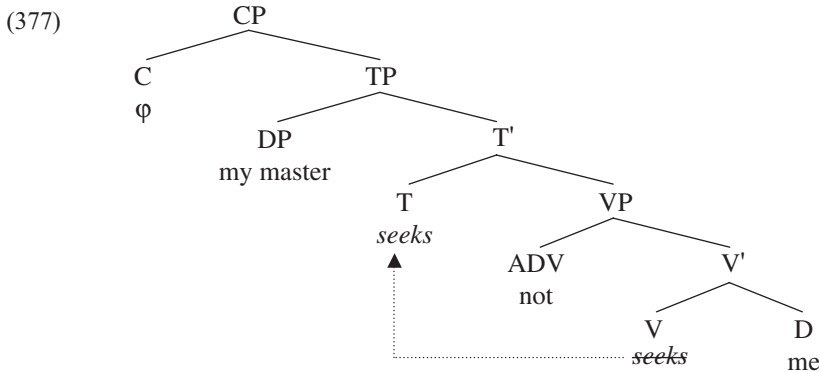 (377) CP
C TP
φ
DP T'
my master
T VP
seeks
ADV V'
not
V D
seeks me